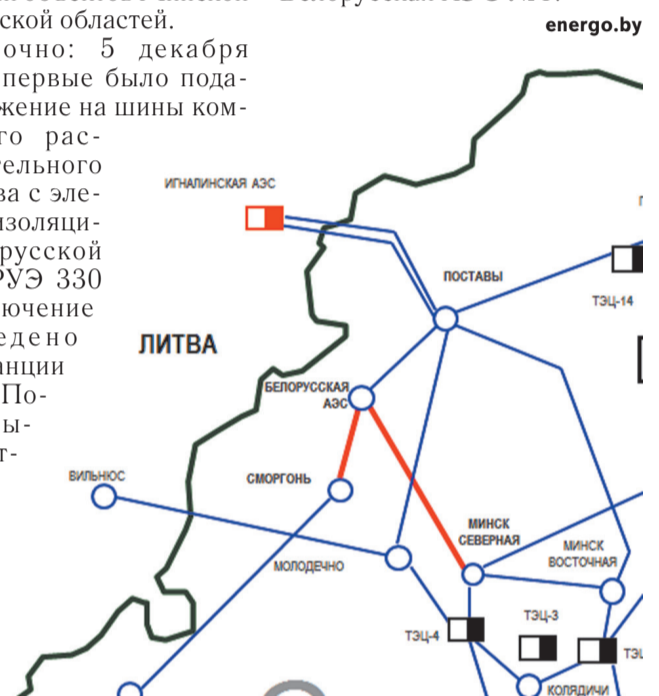 ской областей.
energo.by
очно: 5 декабря
первые было пода-
жение на шины ком-
го рас-
тельного
ва с эле-
изоляци-
русской
РУЭ 330
ючение
едено
анции
По-
ы-
т-
ИГНАЛИНСКАЯ АЭС
ПОСТАВЫ
ТЭЦ-14
ЛИТВА
БЕЛОРУССКАЯ
АЭС
СМОРГОНЬ
ВИЛЬНЮС
МИНСК
СЕВЕРНАЯ
МИНСК
ВОСТОЧНАЯ
МОЛОДЕЧНО
ТЭЦ-3
ТЭЦ-4
ТЭЦ
КОЛЯДИЧИ